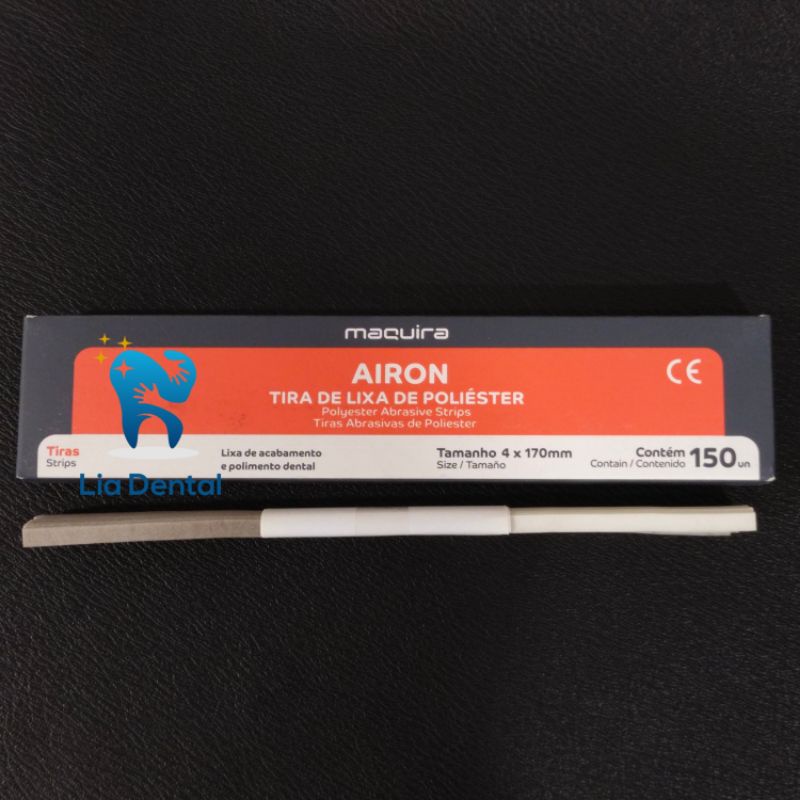 maquira
AIRON
CE
TIRA DE LIXA DE POLIÉSTER
Polyester Abrasive Strips
Tiras Abrasivas de Poliester
Tiras
Strips
Lixa de acabamento
e polimento dental
Tamanho 4 x 170mm
Size / Tamaño
Contém
Contain / Contenido
150 un
Lia Dental